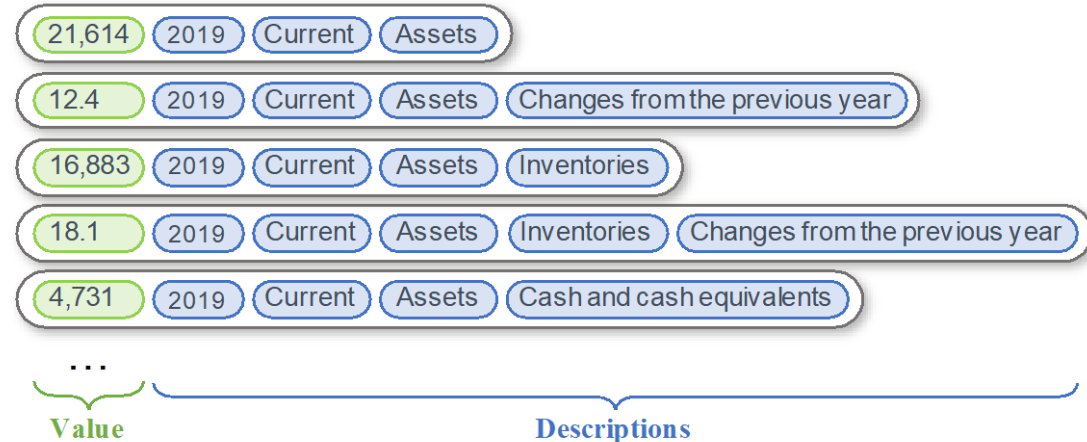 21,614 2019 Current Assets
12.4 2019 Current Assets Changes from the previous year
16,883 2019 Current Assets Inventories
18.1 2019 Current Assets Inventories Changes from the previous year
4,731 2019 Current Assets Cash and cash equivalents
...
Value Descriptions